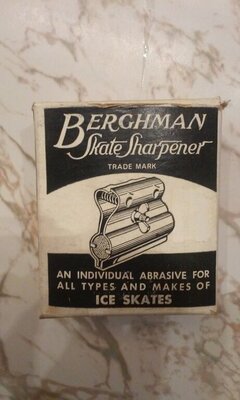 BERGHMAN
Skate Sharpener
TRADE MARK
AN INDIVIDUAL ABRASIVE FOR
ALL TYPES AND MAKES OF
ICE SKATES